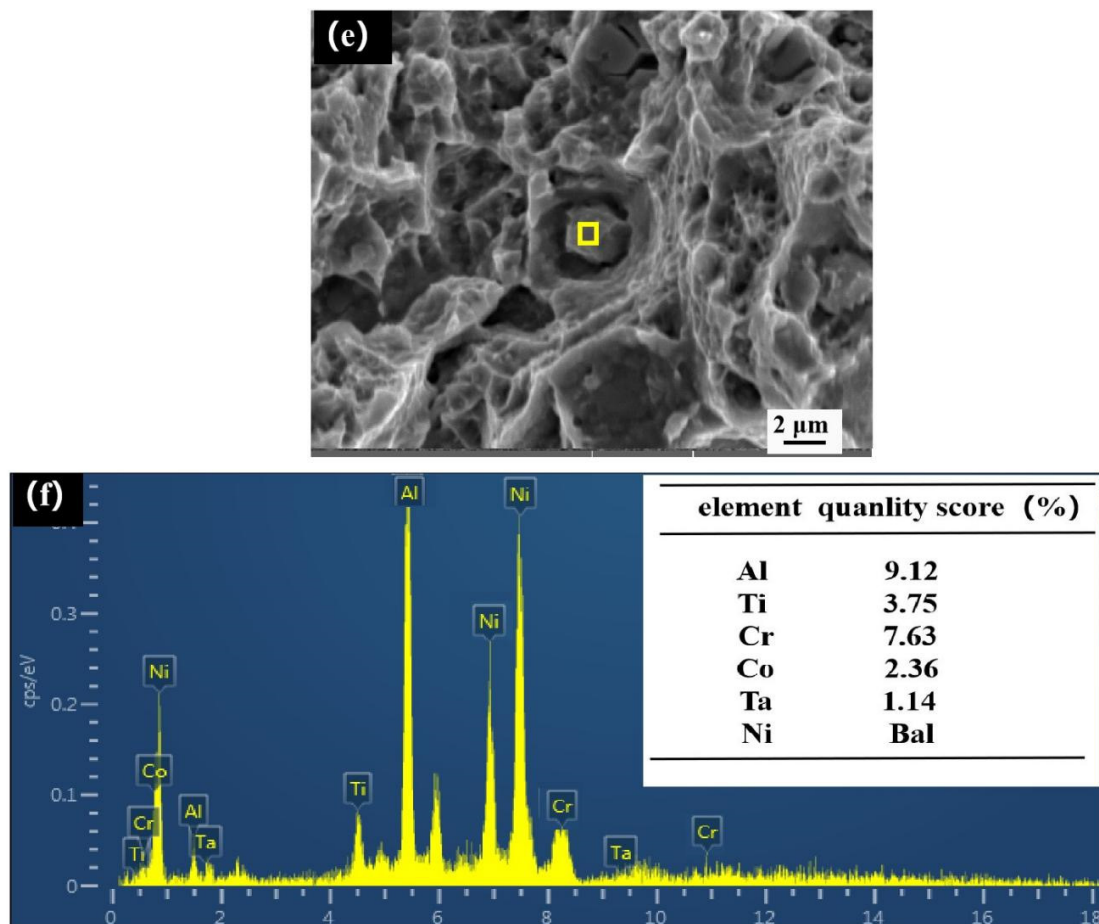 (e)
2 μm
(f)
element quanlity score (%)
Al 9.12
Ti 3.75
Cr 7.63
Co 2.36
Ta 1.14
Ni Bal
Al
Ni
Ni
Ni
Co
Cr
Ti
Al
Ta
Ti
Cr
Ta
Cr
cps/eV
0.3
0.2
0.1
0
0 2 4 6 8 10 12 14 16 18